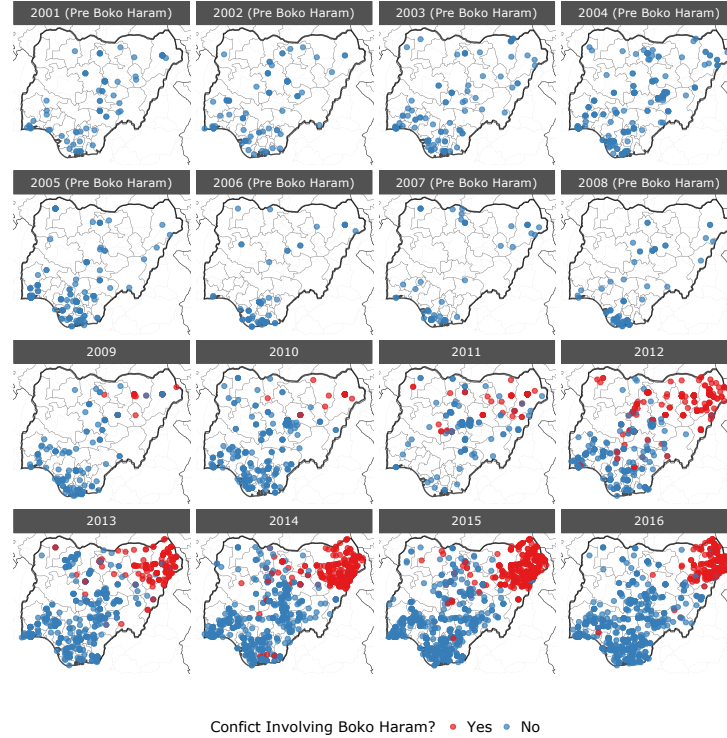 2001 (Pre Boko Haram) 2002 (Pre Boko Haram) 2003 (Pre Boko Haram) 2004 (Pre Boko Haram)
2005 (Pre Boko Haram) 2006 (Pre Boko Haram) 2007 (Pre Boko Haram) 2008 (Pre Boko Haram)
2009 2010 2011 2012
2013 2014 2015 2016
Confict Involving Boko Haram? Yes No